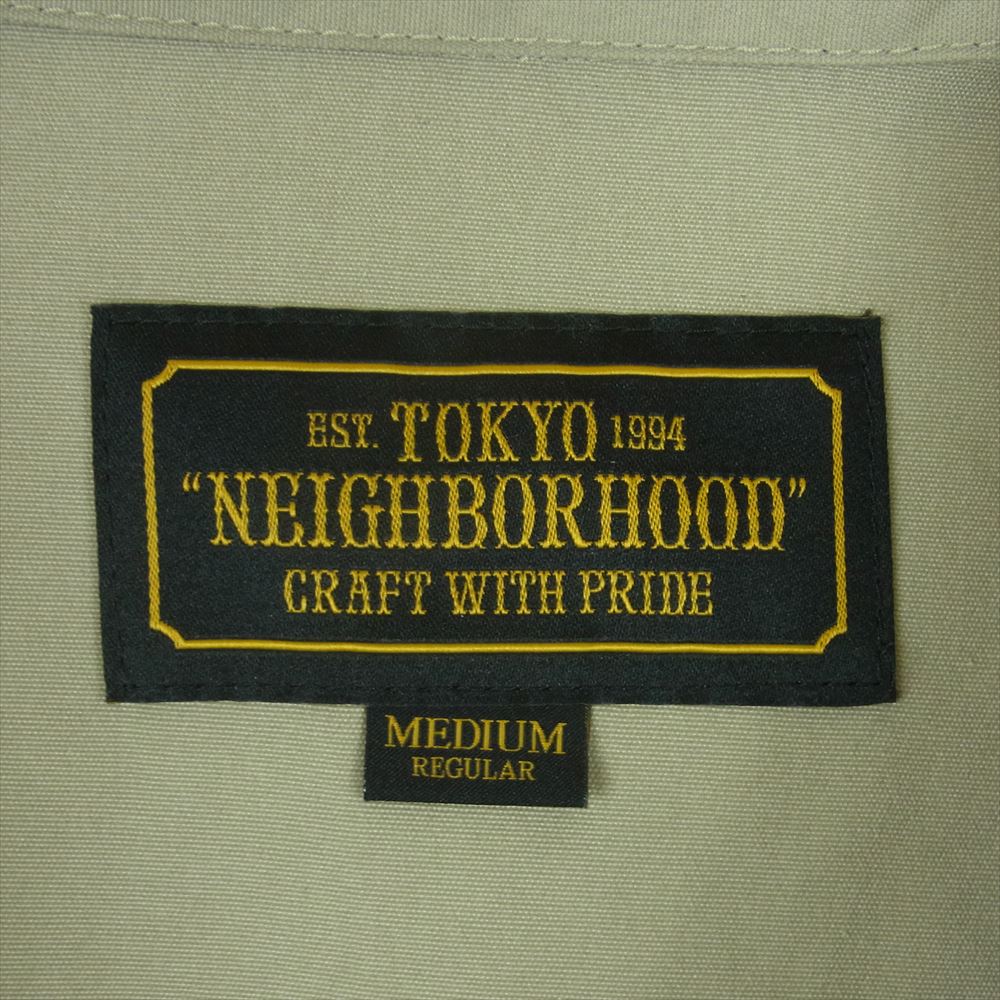 EST. TOKYO 1994
“NEIGHBORHOOD”
CRAFT WITH PRIDE
MEDIUM
REGULAR